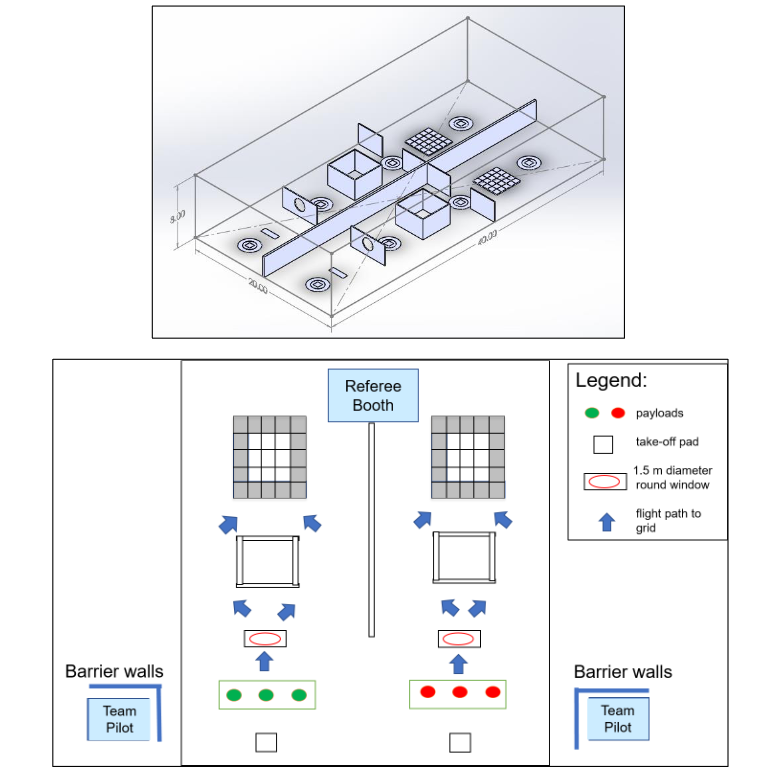 8.00
20.00
40.00
Referee
Booth
Legend:
payloads
take-off pad
1.5 m diameter
round window
flight path to
grid
Barrier walls
Team
Pilot
Barrier walls
Team
Pilot